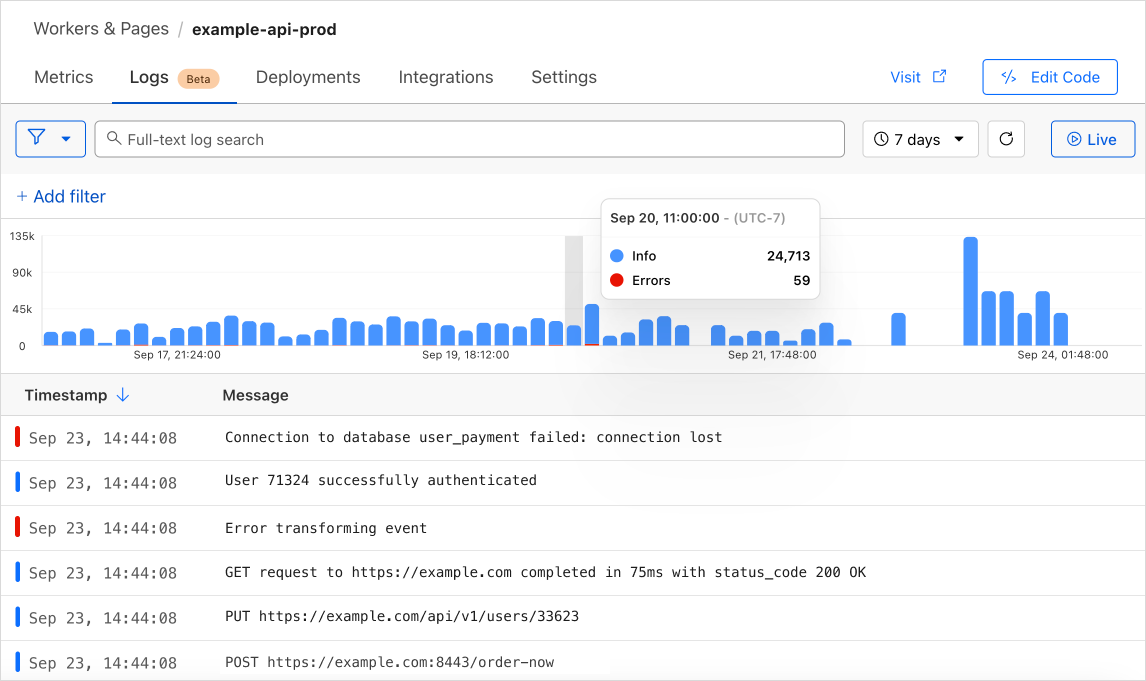 Workers & Pages / example-api-prod
Metrics Logs Beta Deployments Integrations Settings Visit Edit Code
Full-text log search 7 days Live
+ Add filter
Sep 20, 11:00:00 - (UTC-7)
Info 24,713
Errors 59
135k
90k
45k
0
Sep 17, 21:24:00 Sep 19, 18:12:00 Sep 21, 17:48:00 Sep 24, 01:48:00
Timestamp Message
Sep 23, 14:44:08 Connection to database user_payment failed: connection lost
Sep 23, 14:44:08 User 71324 successfully authenticated
Sep 23, 14:44:08 Error transforming event
Sep 23, 14:44:08 GET request to https://example.com completed in 75ms with status_code 200 OK
Sep 23, 14:44:08 PUT https://example.com/api/v1/users/33623
Sep 23, 14:44:08 POST https://example.com:8443/order-now